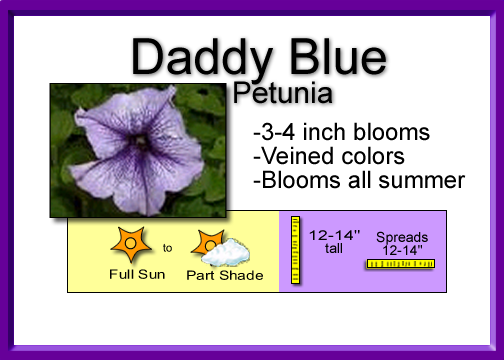 Daddy Blue
Petunia
-3-4 inch blooms
-Veined colors
-Blooms all summer
Full Sun
to
Part Shade
12-14"
tall
Spreads
12-14"